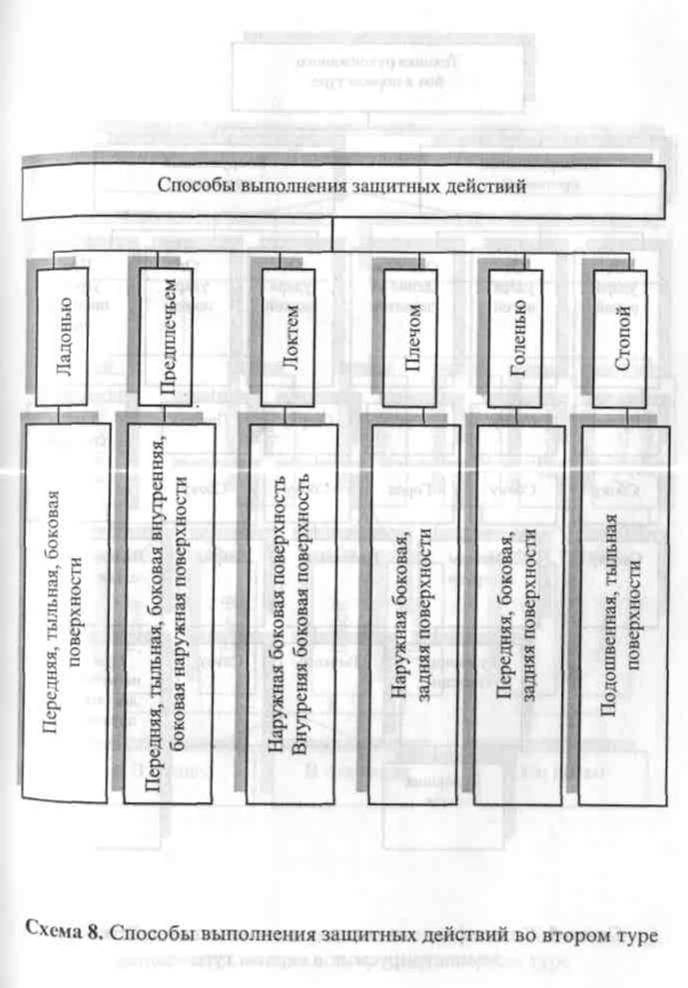 Способы выполнения защитных действий
Ладонью
Предплечьем
Локтем
Плечом
Голенью
Стопой
Передняя, тыльная, боковая
поверхности
Передняя, тыльная, боковая внутренняя,
боковая наружная поверхности
Наружная боковая поверхность
Внутреняя боковая поверхность
Наружная боковая,
задняя поверхности
Передняя, боковая,
задняя поверхности
Подошвенная, тыльная
поверхности
Схема 8. Способы выполнения защитных действий во втором туре